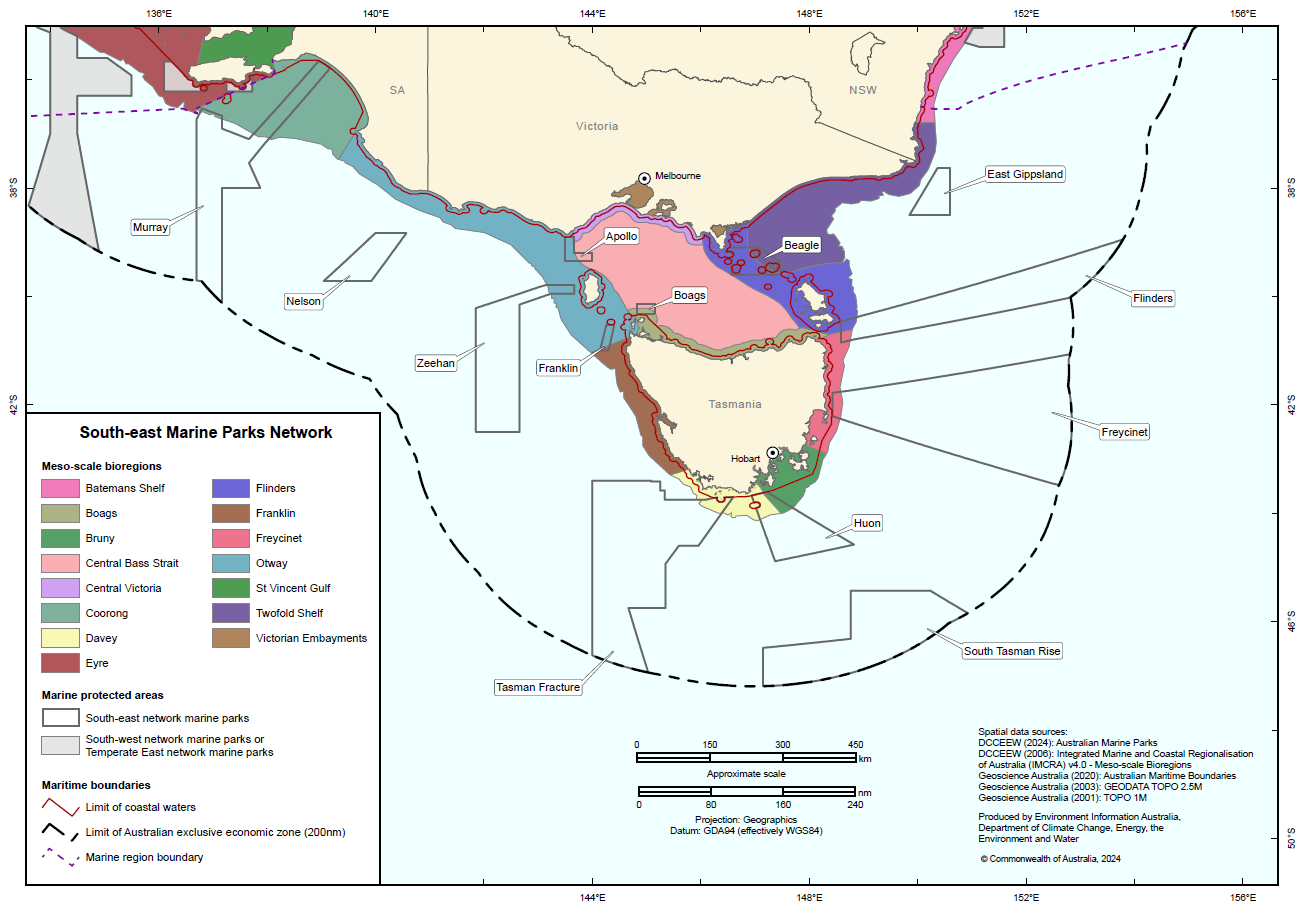 136°E 140°E 144°E 148°E 152°E 156°E
SA
NSW
Victoria
Melbourne
38°S
38°S
East Gippsland
Murray
Apollo
Beagle
Nelson
Boags
Flinders
Zeehan
Franklin
Tasmania
42°S
42°S
Freycinet
Hobart
Huon
46°S
South Tasman Rise
Tasman Fracture
South-east Marine Parks Network
Meso-scale bioregions
Batemans Shelf
Boags
Bruny
Central Bass Strait
Central Victoria
Coorong
Davey
Eyre
Flinders
Franklin
Freycinet
Otway
St Vincent Gulf
Twofold Shelf
Victorian Embayments
Marine protected areas
South-east network marine parks
South-west network marine parks or
Temperate East network marine parks
Maritime boundaries
Limit of coastal waters
Limit of Australian exclusive economic zone (200nm)
Marine region boundary
0 150 300 450
km
Approximate scale
nm
0 80 160 240
Projection: Geographics
Datum: GDA94 (effectively WGS84)
Spatial data sources:
DCCEEW (2024): Australian Marine Parks
DCCEEW (2006): Integrated Marine and Coastal Regionalisation
of Australia (IMCRA) v4.0 - Meso-scale Bioregions
Geoscience Australia (2020): Australian Maritime Boundaries
Geoscience Australia (2003): GEODATA TOPO 2.5M
Geoscience Australia (2001): TOPO 1M
Produced by Environment Information Australia,
Department of Climate Change, Energy, the
Environment and Water
© Commonwealth of Australia, 2024
50°S
144°E 148°E 152°E 156°E